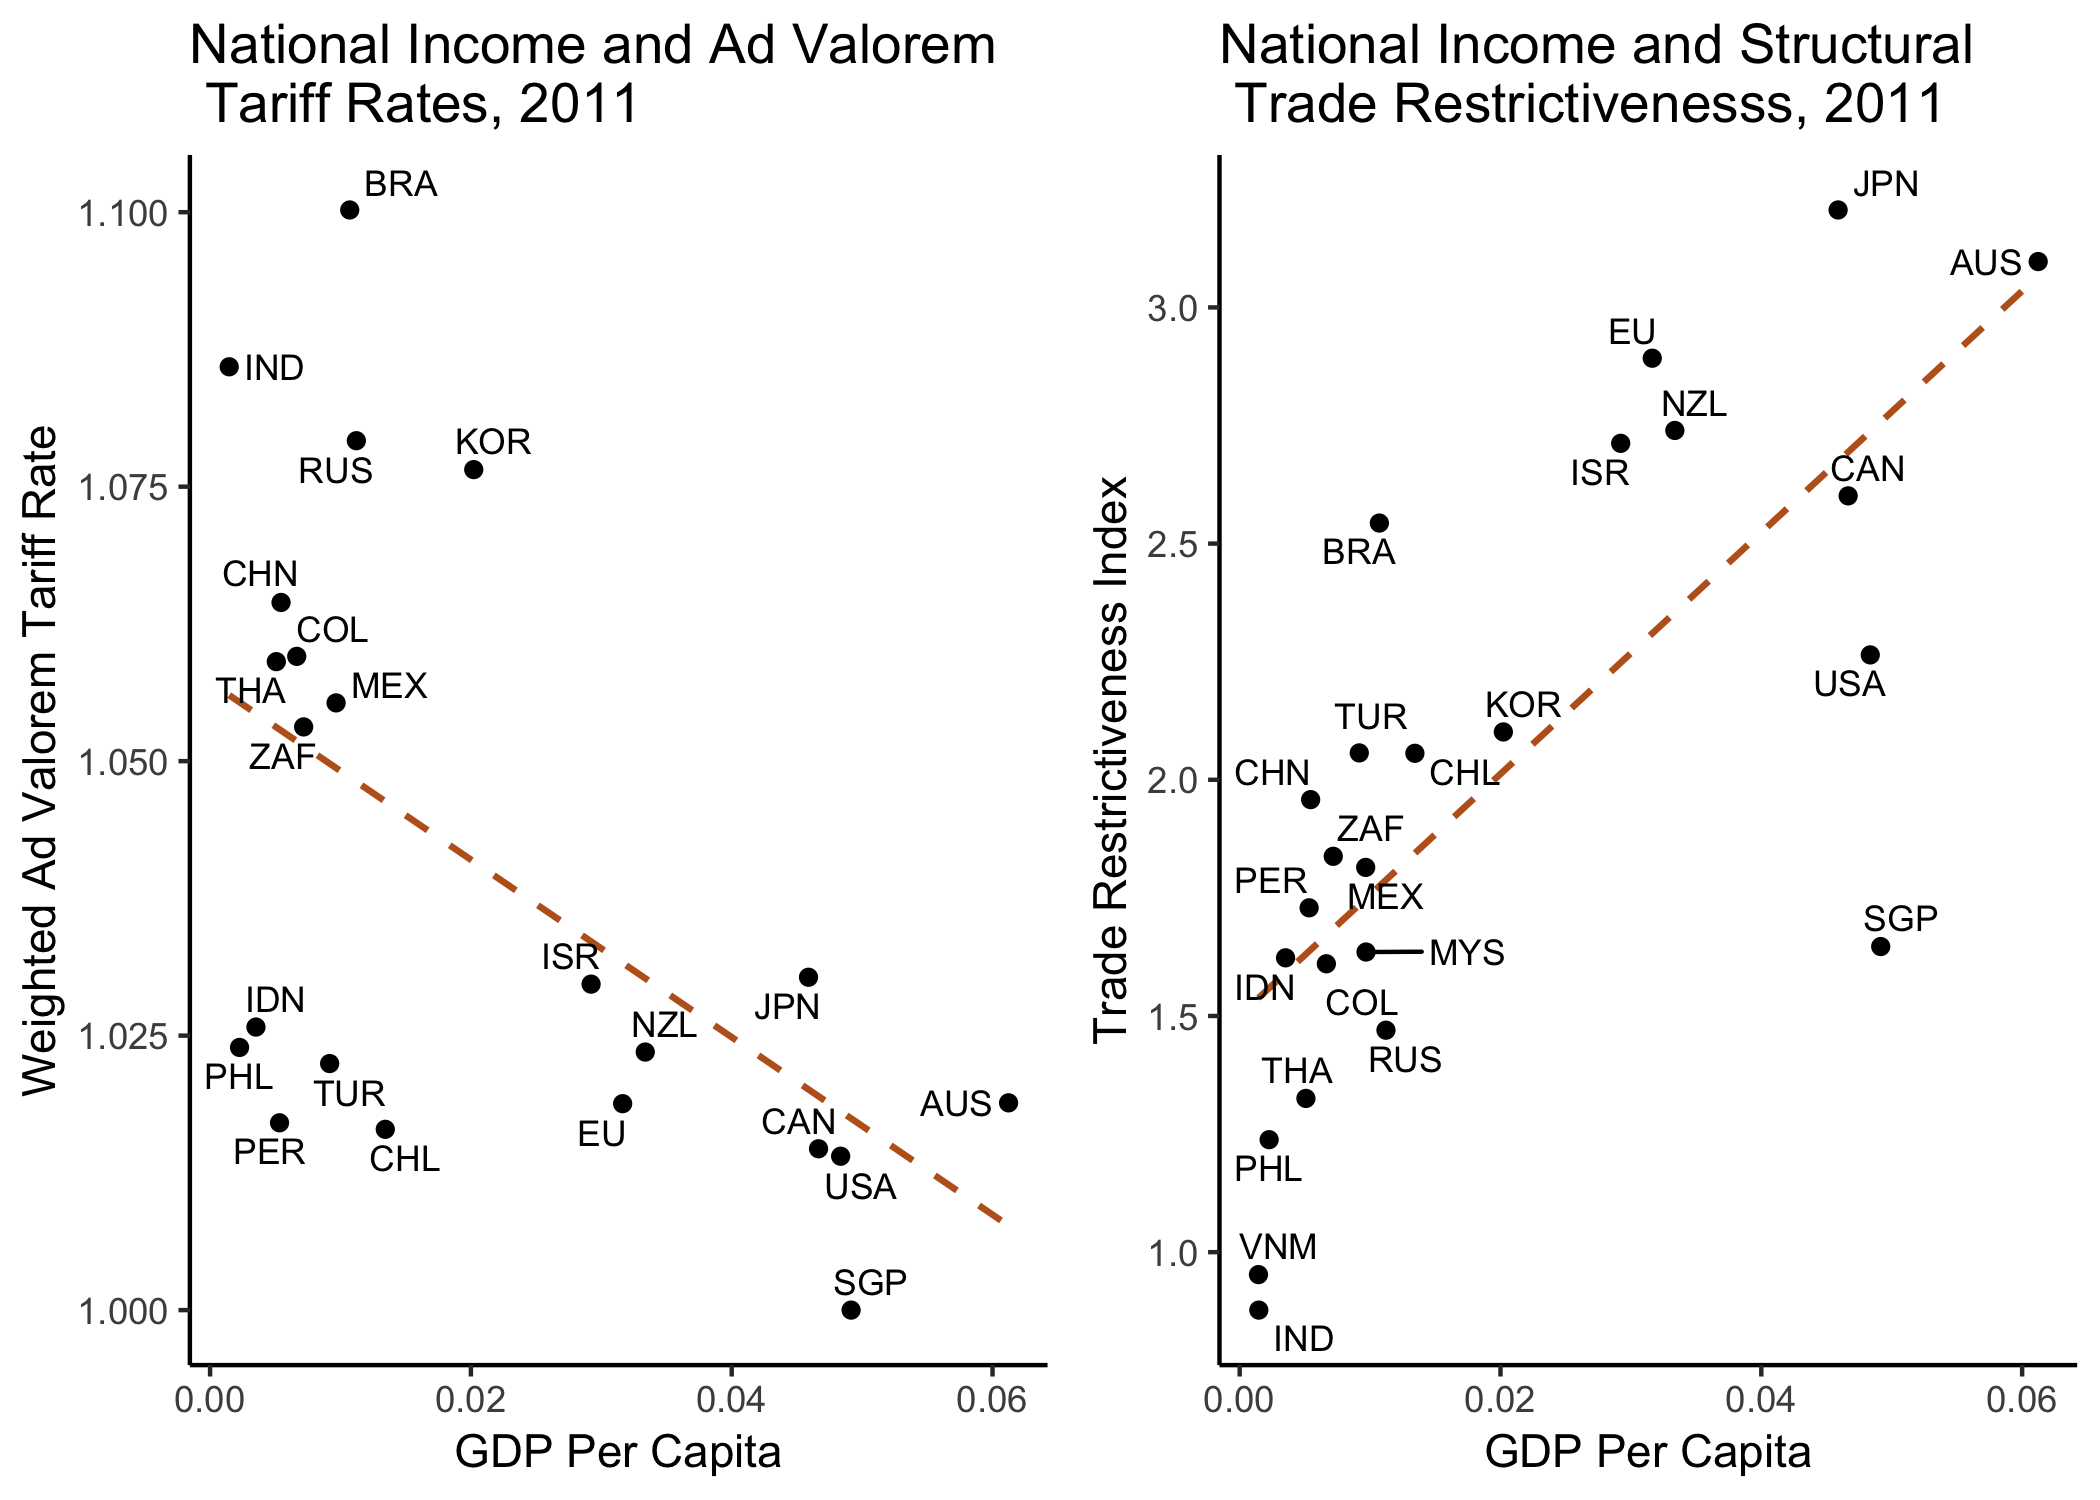 National Income and Ad Valorem
Tariff Rates, 2011
Weighted Ad Valorem Tariff Rate
1.100
1.075
1.050
1.025
1.000
BRA
IND
KOR
RUS
CHN
COL
THA
MEX
ZAF
ISR
JPN
IDN
NZL
PHL
TUR
AUS
CAN
EU
PER
CHL
USA
SGP
0.00
0.02
0.04
0.06
GDP Per Capita
National Income and Structural
Trade Restrictivenesss, 2011
Trade Restrictiveness Index
3.0
2.5
2.0
1.5
1.0
JPN
AUS
EU
NZL
CAN
ISR
BRA
USA
KOR
TUR
CHN
CHL
ZAF
PER
MEX
SGP
MYS
IDN
COL
RUS
THA
PHL
VNM
IND
0.00
0.02
0.04
0.06
GDP Per Capita